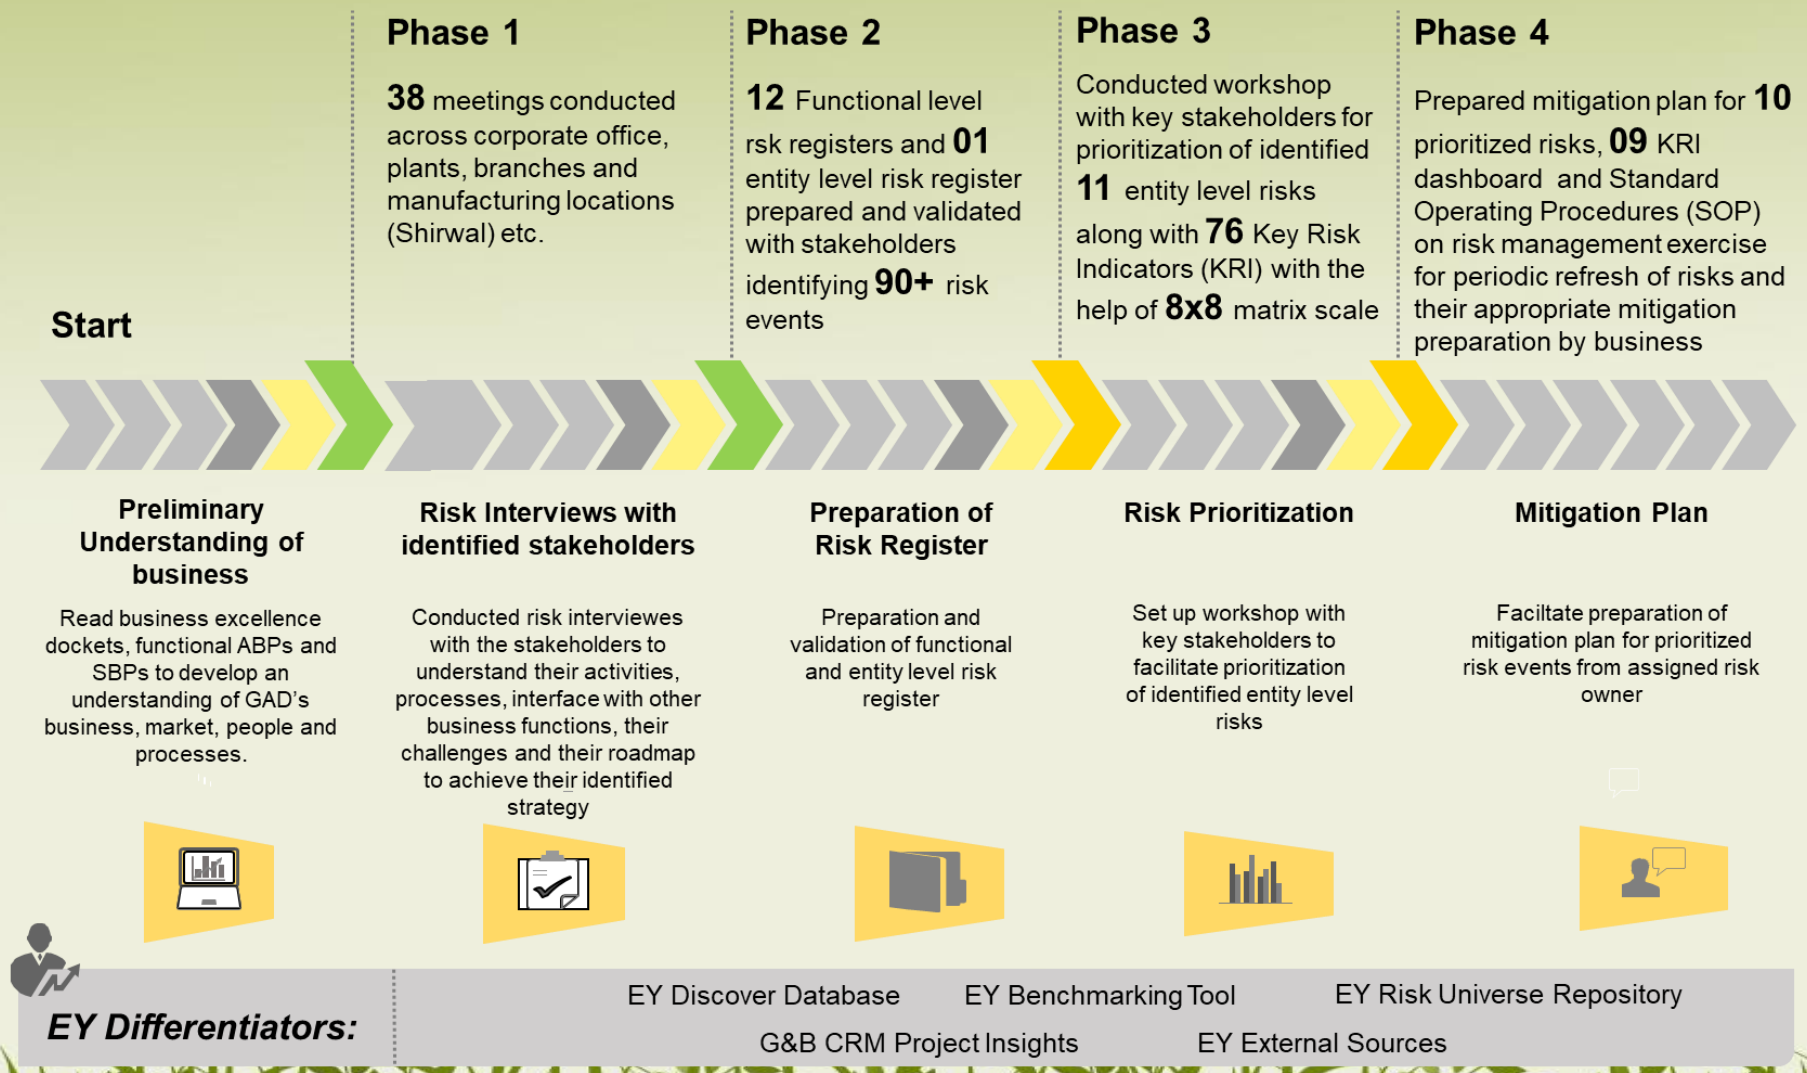 Start
Phase 1
38 meetings conducted
across corporate office,
plants, branches and
manufacturing locations
(Shirwal) etc.
Phase 2
12 Functional level
rsk registers and 01
entity level risk register
prepared and validated
with stakeholders
identifying 90+ risk
events
Phase 3
Conducted workshop
with key stakeholders for
prioritization of identified
11 entity level risks
along with 76 Key Risk
Indicators (KRI) with the
help of 8x8 matrix scale
Phase 4
Prepared mitigation plan for 10
prioritized risks, 09 KRI
dashboard and Standard
Operating Procedures (SOP)
on risk management exercise
for periodic refresh of risks and
their appropriate mitigation
preparation by business
Preliminary
Understanding of
business
Read business excellence
dockets, functional ABPs and
SBPs to develop an
understanding of GAD's
business, market, people and
processes.
Risk Interviews with
identified stakeholders
Conducted risk interviewes
with the stakeholders to
understand their activities,
processes, interface with other
business functions, their
challenges and their roadmap
to achieve their identified
strategy
Preparation of
Risk Register
Preparation and
validation of functional
and entity level risk
register
Risk Prioritization
Set up workshop with
key stakeholders to
facilitate prioritization
of identified entity level
risks
Mitigation Plan
Faciltate preparation of
mitigation plan for prioritized
risk events from assigned risk
owner
EY Differentiators:
EY Discover Database
EY Benchmarking Tool
EY Risk Universe Repository
G&B CRM Project Insights
EY External Sources